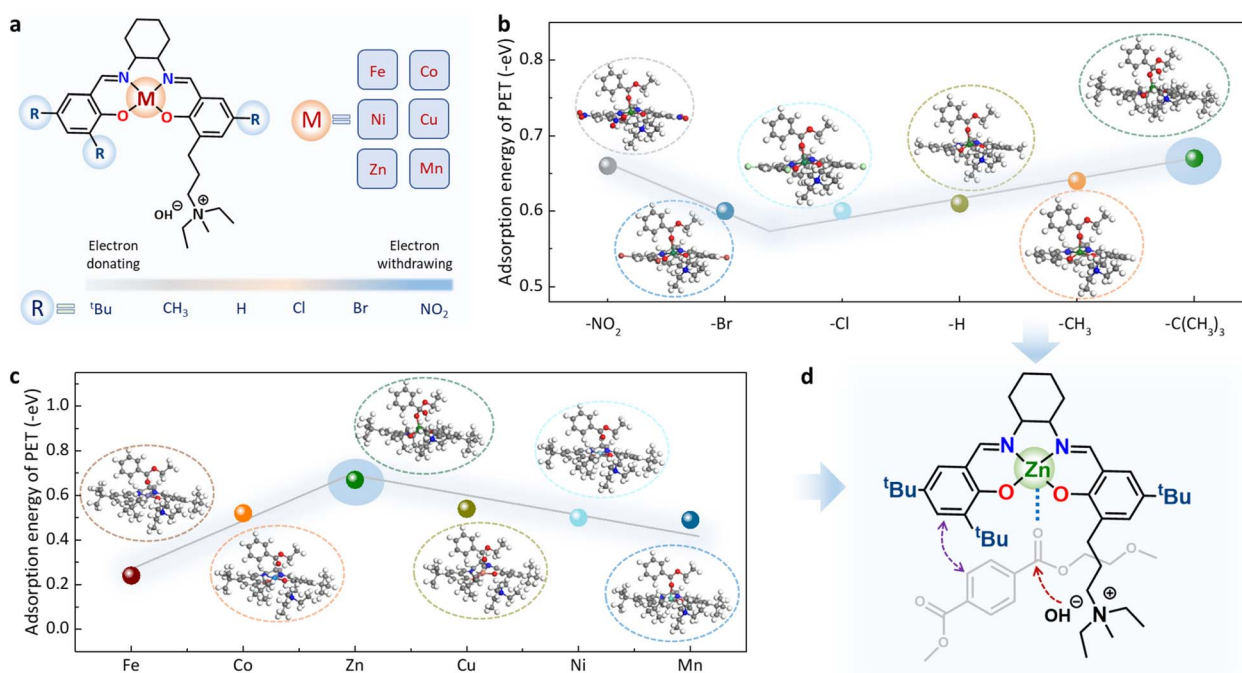 a
N
N
M
O
O
R
R
R
OH⊖
N⊕
M
Fe
Co
Ni
Cu
Zn
Mn
Electron donating
Electron withdrawing
R
ᵗBu
CH₃
H
Cl
Br
NO₂
b
Adsorption energy of PET (-eV)
0.8
0.7
0.6
0.5
-NO₂
-Br
-Cl
-H
-CH₃
-C(CH₃)₃
c
Adsorption energy of PET (-eV)
1.0
0.8
0.6
0.4
0.2
0.0
Fe
Co
Zn
Cu
Ni
Mn
d
N
N
Zn
O
O
ᵗBu
ᵗBu
ᵗBu
O
O
O
O
O
OH⊖
N⊕